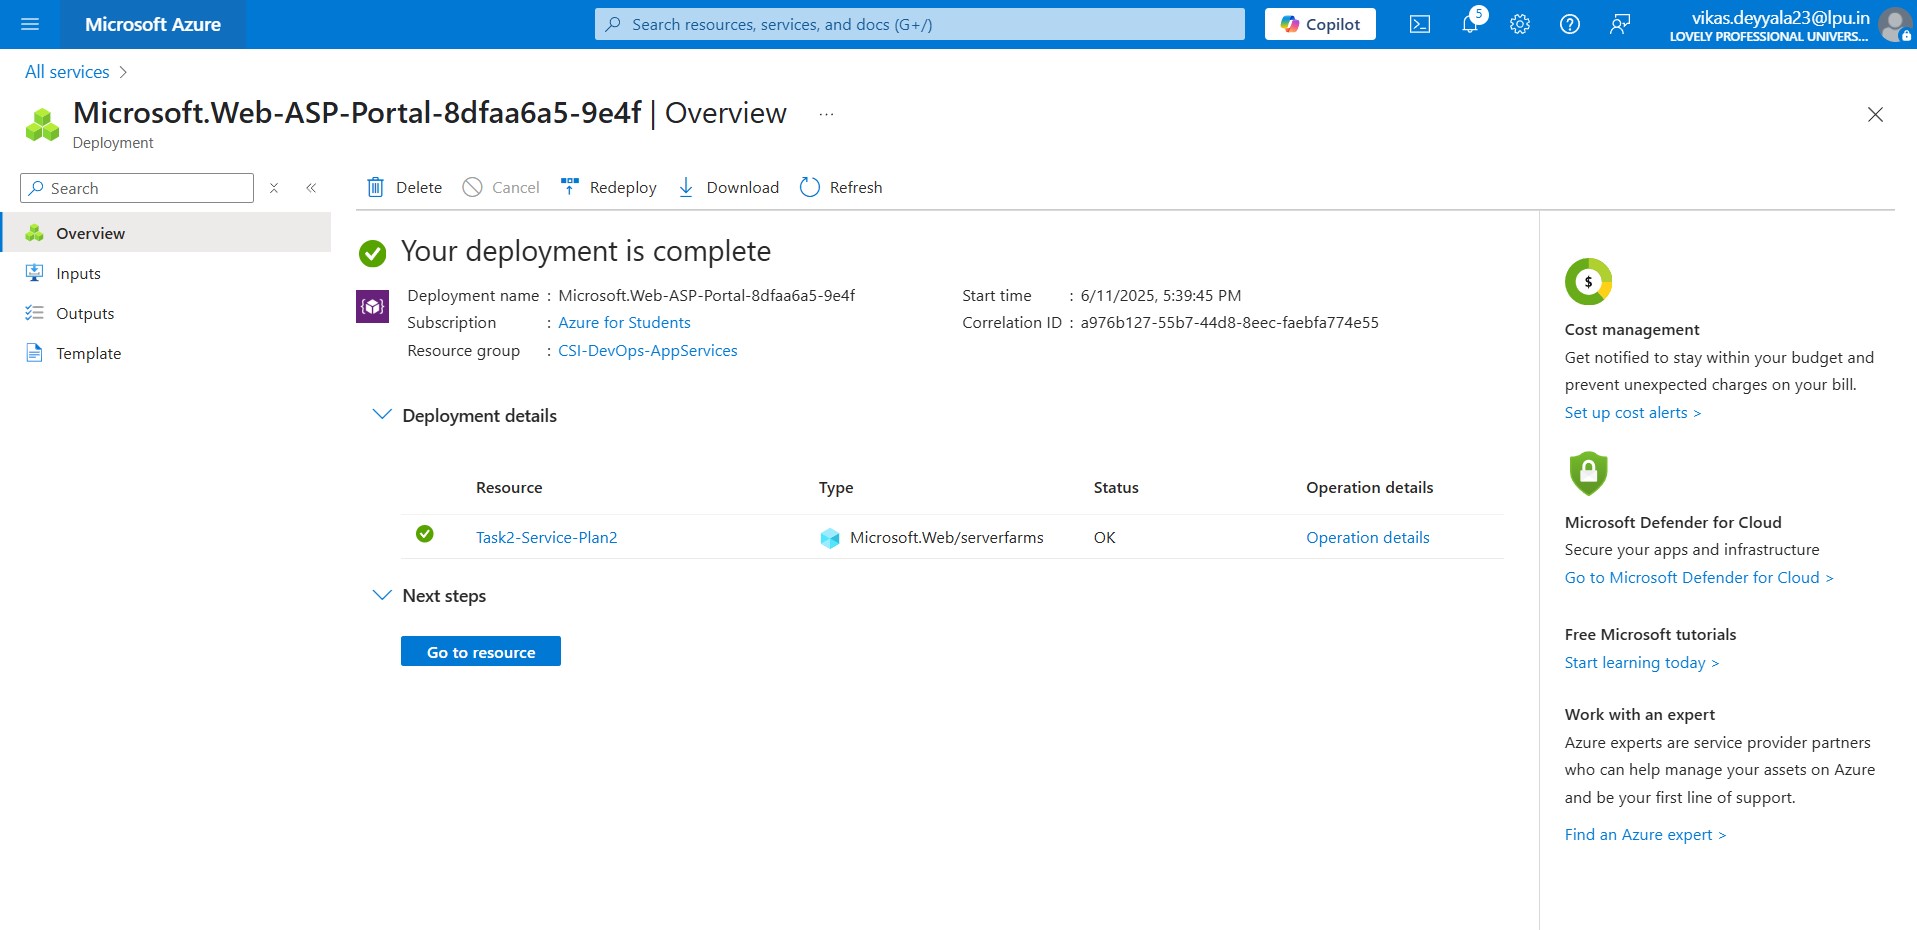 Microsoft Azure
Search resources, services, and docs (G+/)
Copilot
5
vikas.deyyala23@lpu.in
LOVELY PROFESSIONAL UNIVERS...
All services
Microsoft.Web-ASP-Portal-8dfaa6a5-9e4f | Overview
Deployment
Search
Delete
Cancel
Redeploy
Download
Refresh
Overview
Inputs
Outputs
Template
Your deployment is complete
Deployment name : Microsoft.Web-ASP-Portal-8dfaa6a5-9e4f
Subscription : Azure for Students
Resource group : CSI-DevOps-AppServices
Start time : 6/11/2025, 5:39:45 PM
Correlation ID : a976b127-55b7-44d8-8eec-faebfa774e55
Deployment details
Resource Type Status Operation details
Task2-Service-Plan2 Microsoft.Web/serverfarms OK Operation details
Next steps
Go to resource
$
Cost management
Get notified to stay within your budget and
prevent unexpected charges on your bill.
Set up cost alerts >
Microsoft Defender for Cloud
Secure your apps and infrastructure
Go to Microsoft Defender for Cloud >
Free Microsoft tutorials
Start learning today >
Work with an expert
Azure experts are service provider partners
who can help manage your assets on Azure
and be your first line of support.
Find an Azure expert >